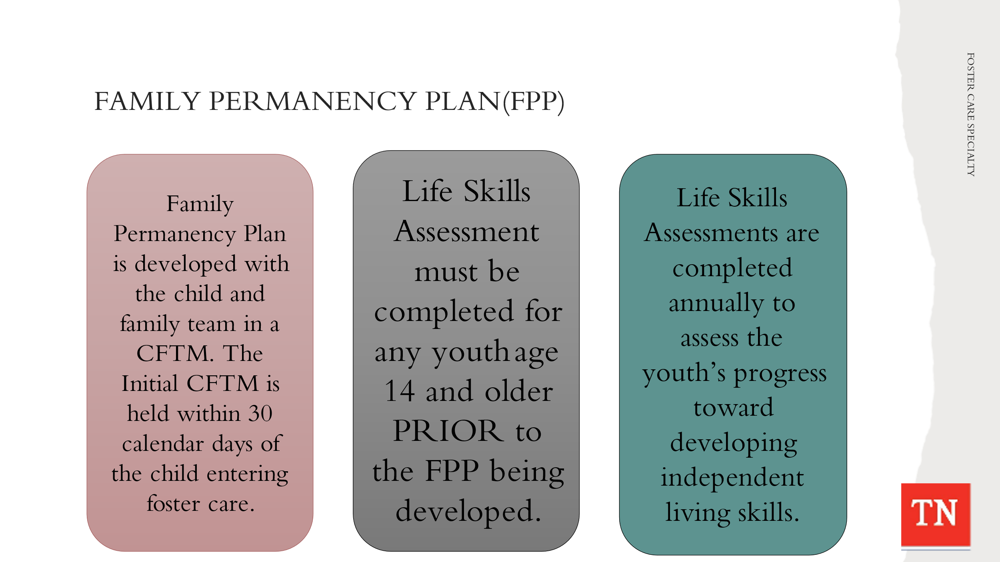 FAMILY PERMANENCY PLAN(FPP)
Family
Permanency Plan
is developed with
the child and
family team in a
CFTM. The
Initial CFTM is
held within 30
calendar days of
the child entering
foster care.
Life Skills
Assessment
must be
completed for
any youth age
14 and older
PRIOR to
the FPP being
developed.
Life Skills
Assessments are
completed
annually to
assess the
youth’s progress
toward
developing
independent
living skills.
FOSTER CARE SPECIALTY
TN